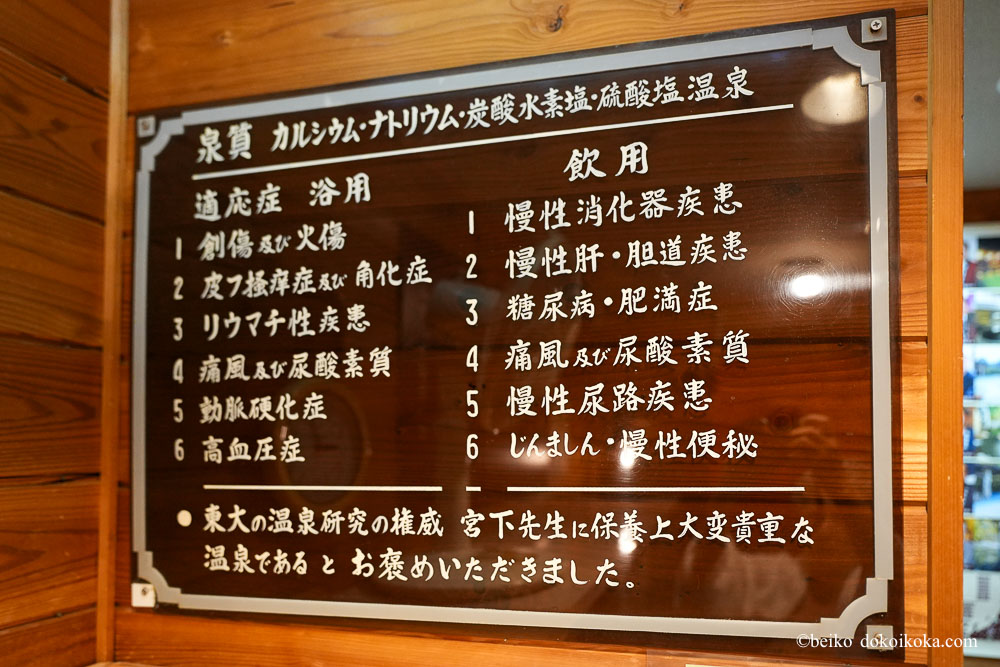 泉質 カルシウム・ナトリウム・炭酸水素塩・硫酸塩温泉
適応症 浴用
1 創傷及び火傷
2 皮フ掻痒症及び角化症
3 リウマチ性疾患
4 痛風及び尿酸素質
5 動脈硬化症
6 高血圧症
飲用
1 慢性消化器疾患
2 慢性肝・胆道疾患
3 糖尿病・肥満症
4 痛風及び尿酸素質
5 慢性尿路疾患
6 じんましん・慢性便秘
●東大の温泉研究の権威 宮下先生に保養上大変貴重な
温泉であると お褒めいただきました。
©beiko dokoikoka.com